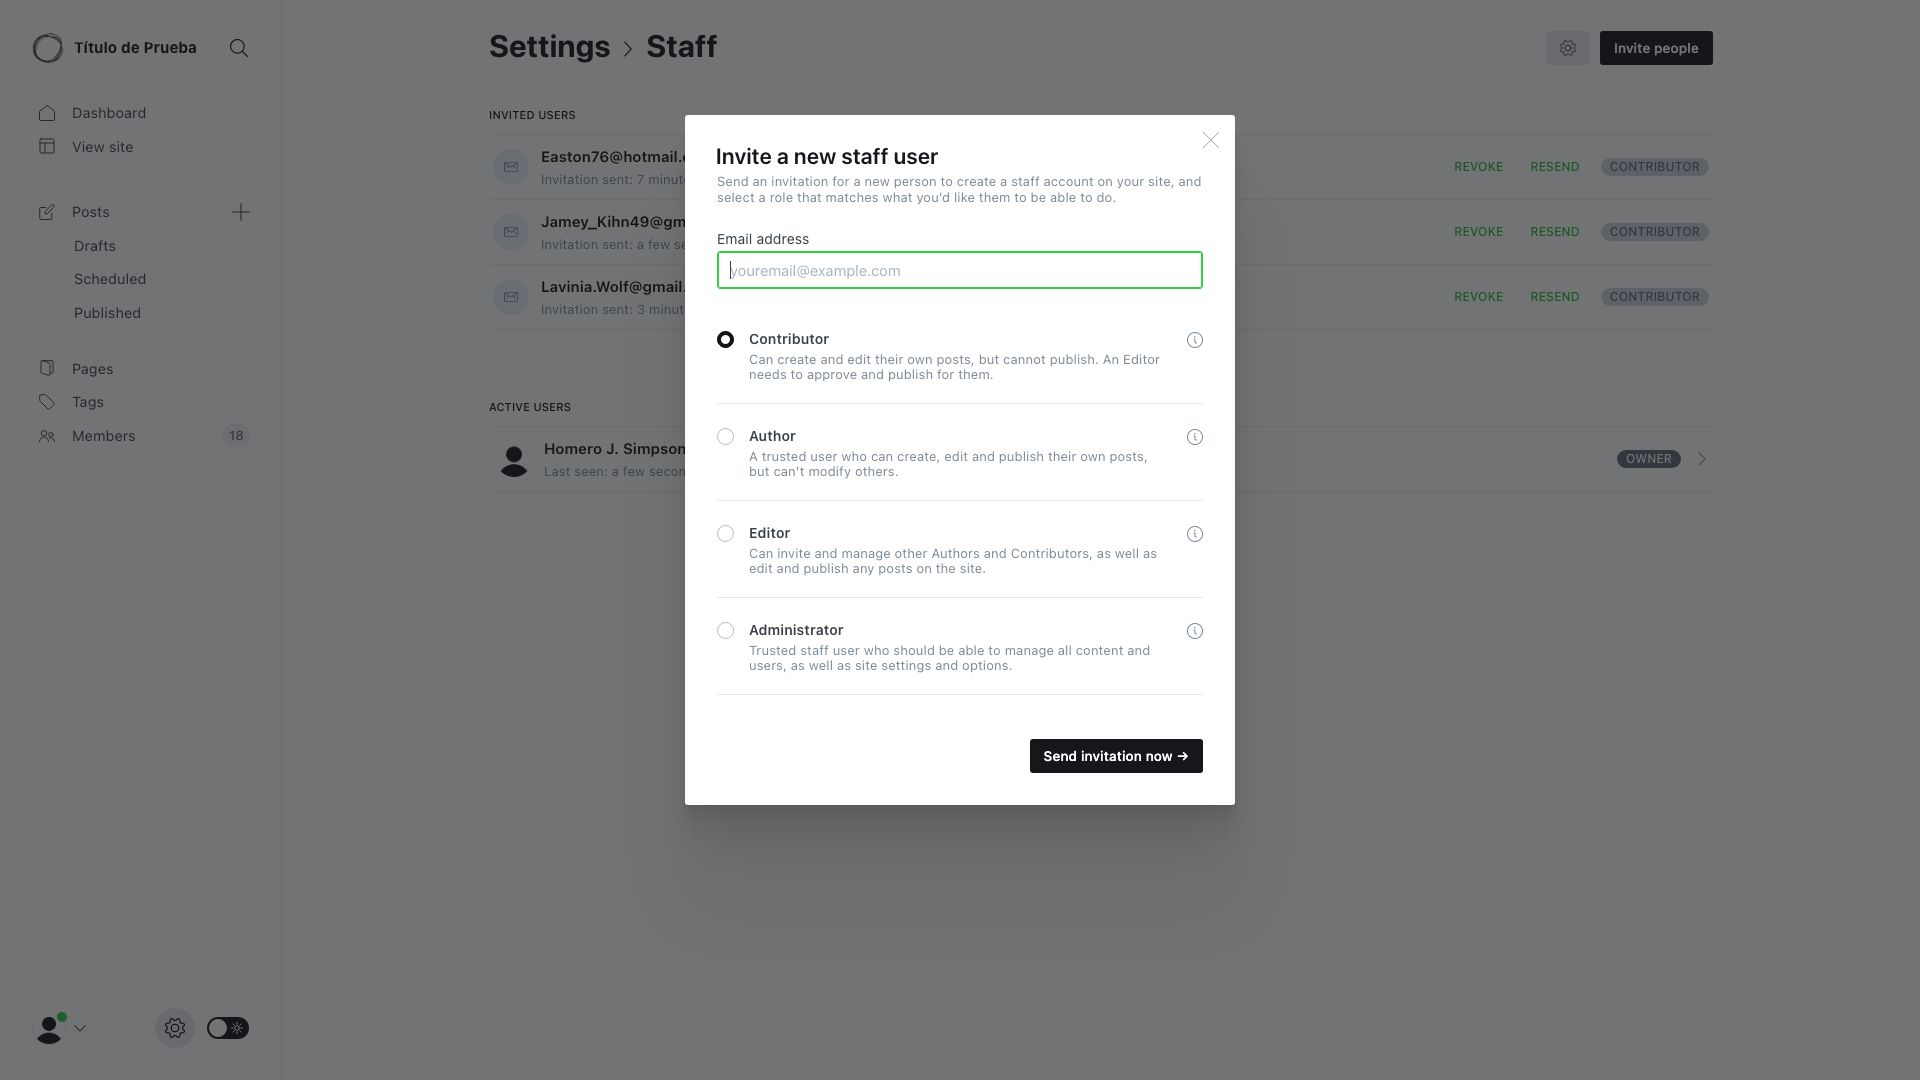 Título de Prueba
Dashboard
View site
Posts
Drafts
Scheduled
Published
Pages
Tags
Members 18
Settings > Staff
Invite people
INVITED USERS
Easton76@hotmail.
Invitation sent: 7 minut
REVOKE RESEND CONTRIBUTOR
Jamey_Kihn49@gm
Invitation sent: a few se
REVOKE RESEND CONTRIBUTOR
Lavinia.Wolf@gmail.
Invitation sent: 3 minut
REVOKE RESEND CONTRIBUTOR
ACTIVE USERS
Homero J. Simpson
Last seen: a few secon
OWNER
Invite a new staff user
Send an invitation for a new person to create a staff account on your site, and
select a role that matches what you'd like them to be able to do.
Email address
youremail@example.com
Contributor
Can create and edit their own posts, but cannot publish. An Editor
needs to approve and publish for them.
Author
A trusted user who can create, edit and publish their own posts,
but can't modify others.
Editor
Can invite and manage other Authors and Contributors, as well as
edit and publish any posts on the site.
Administrator
Trusted staff user who should be able to manage all content and
users, as well as site settings and options.
Send invitation now →